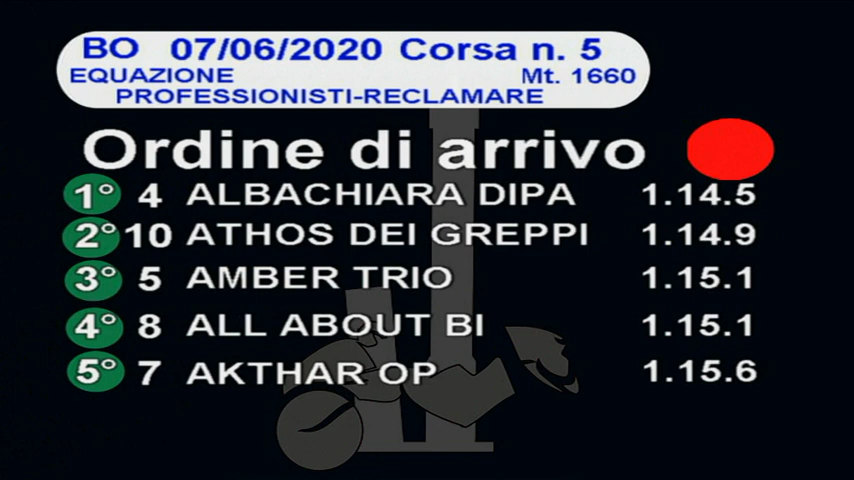 BO 07/06/2020 Corsa n. 5
EQUAZIONE Mt. 1660
PROFESSIONISTI-RECLAMARE
Ordine di arrivo
1° 4 ALBACHIARA DIPA 1.14.5
2° 10 ATHOS DEI GREPPI 1.14.9
3° 5 AMBER TRIO 1.15.1
4° 8 ALL ABOUT BI 1.15.1
5° 7 AKTHAR OP 1.15.6